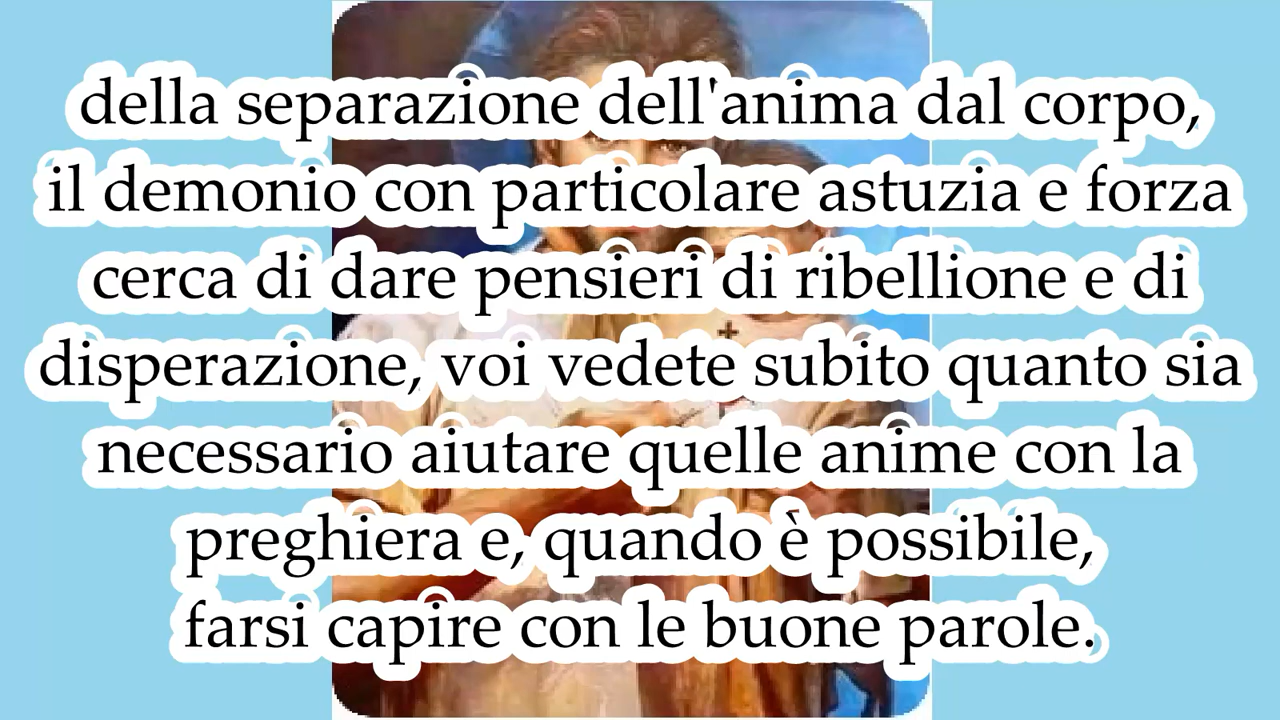 della separazione dell'anima dal corpo,
il demonio con particolare astuzia e forza
cerca di dare pensieri di ribellione e di
disperazione, voi vedete subito quanto sia
necessario aiutare quelle anime con la
preghiera e, quando è possibile,
farsi capire con le buone parole.